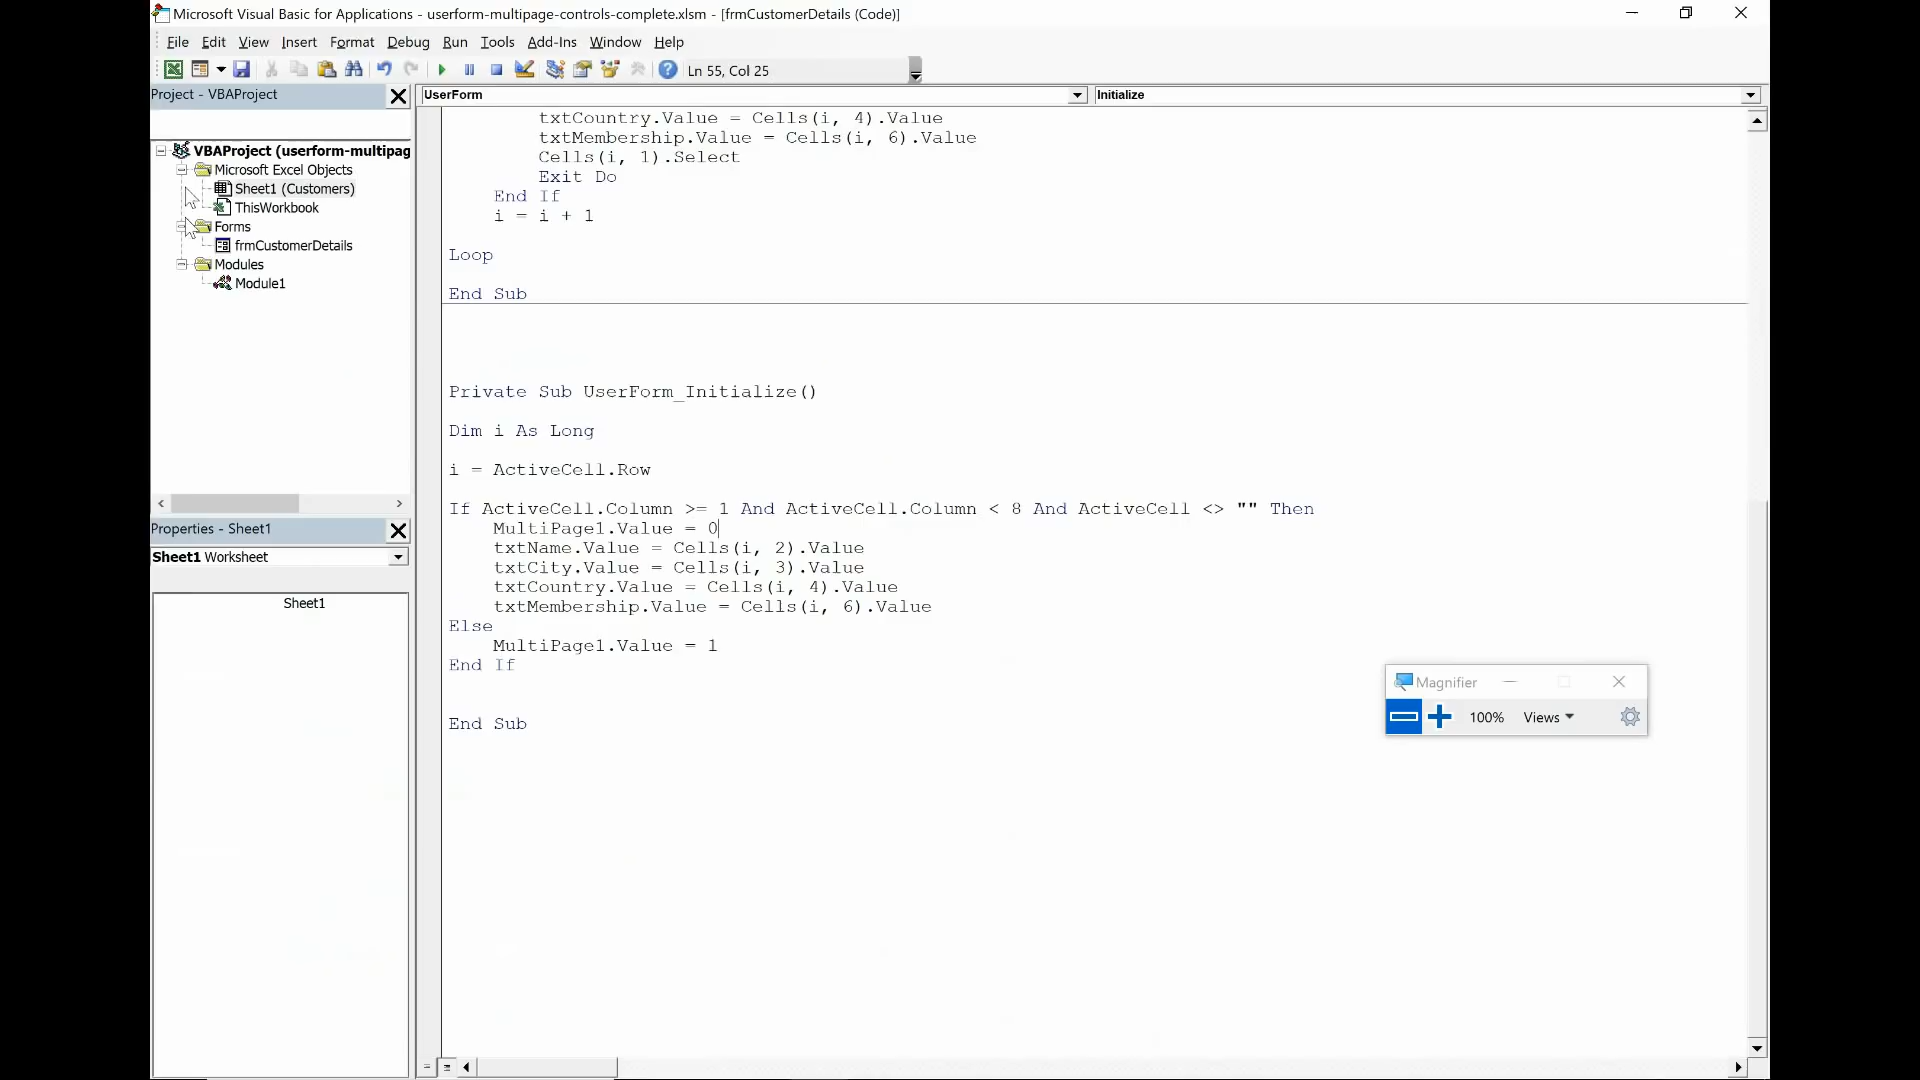 Microsoft Visual Basic for Applications - userform-multipage-controls-complete.xlsm - [frmCustomerDetails (Code)]
File Edit View Insert Format Debug Run Tools Add-Ins Window Help
Ln 55, Col 25
Project - VBAProject
UserForm
Initialize
VBAProject (userform-multipag
Microsoft Excel Objects
Sheet1 (Customers)
ThisWorkbook
Forms
frmCustomerDetails
Modules
Module1
Properties - Sheet1
Sheet1 Worksheet
Sheet1
txtCountry.Value = Cells(i, 4).Value
txtMembership.Value = Cells(i, 6).Value
Cells(i, 1).Select
Exit Do
End If
i = i + 1
Loop
End Sub
Private Sub UserForm_Initialize()
Dim i As Long
i = ActiveCell.Row
If ActiveCell.Column >= 1 And ActiveCell.Column < 8 And ActiveCell <> "" Then
MultiPage1.Value = 0
txtName.Value = Cells(i, 2).Value
txtCity.Value = Cells(i, 3).Value
txtCountry.Value = Cells(i, 4).Value
txtMembership.Value = Cells(i, 6).Value
Else
MultiPage1.Value = 1
End If
End Sub
Magnifier
100% Views